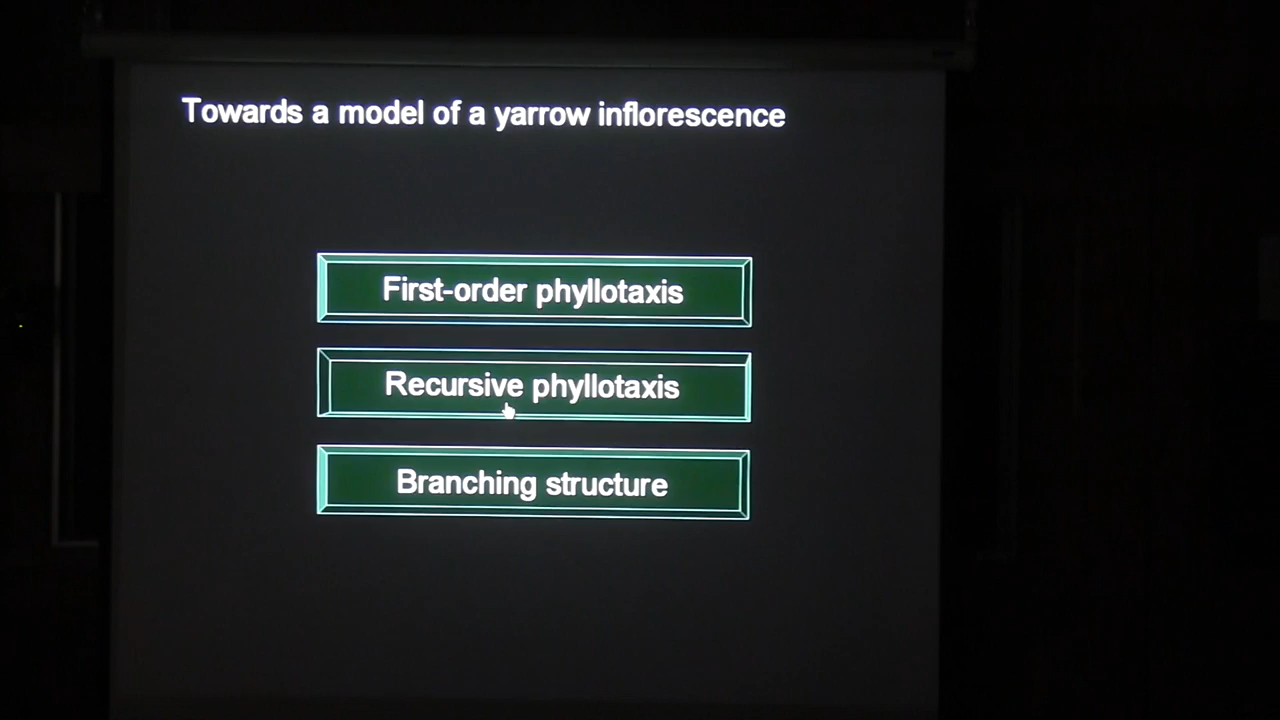 Towards a model of a yarrow inflorescence
First-order phyllotaxis
Recursive phyllotaxis
Branching structure